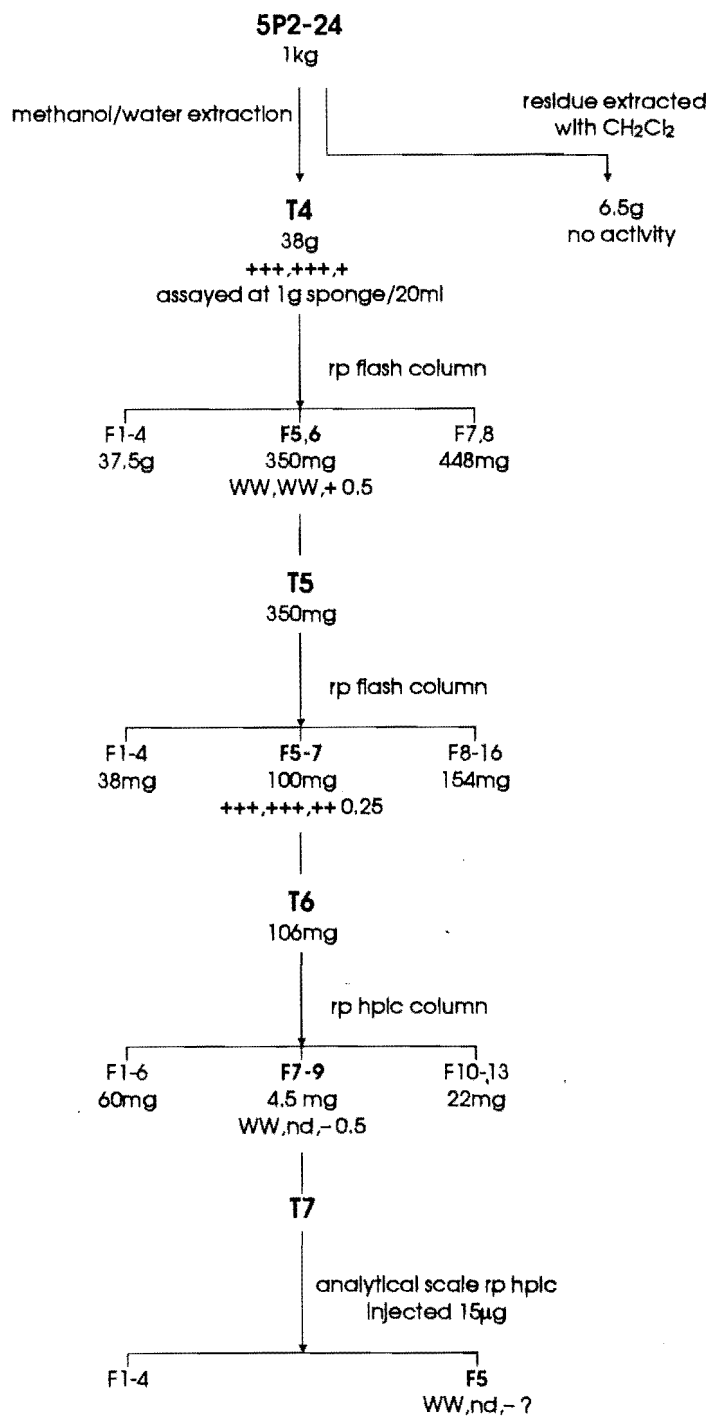 5P2-24
1kg
methanol/water extraction
residue extracted
with CH₂Cl₂
T4
38g
+++,+++,+
assayed at 1g sponge/20ml
6.5g
no activity
rp flash column
F1-4 F5,6 F7,8
37.5g 350mg 448mg
WW,WW,+ 0.5
T5
350mg
rp flash column
F1-4 F5-7 F8-16
38mg 100mg 154mg
+++,+++,++ 0.25
T6
106mg
rp hplc column
F1-6 F7-9 F10-13
60mg 4.5 mg 22mg
WW,nd,- 0.5
T7
analytical scale rp hplc
injected 15µg
F1-4 F5
WW,nd,- ?